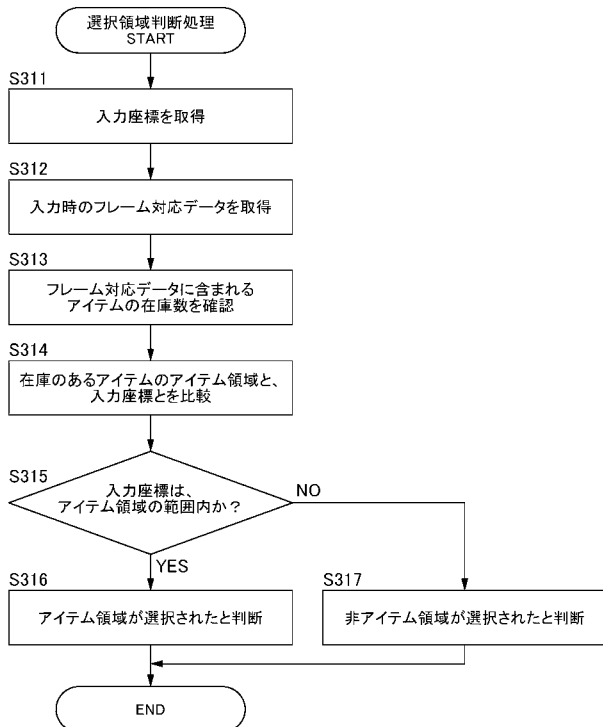 選択領域判断処理
START
S311
入力座標を取得
S312
入力時のフレーム対応データを取得
S313
フレーム対応データに含まれる
アイテムの在庫数を確認
S314
在庫のあるアイテムのアイテム領域と、
入力座標とを比較
S315
入力座標は、
アイテム領域の範囲内か?
NO
YES
S316
アイテム領域が選択されたと判断
S317
非アイテム領域が選択されたと判断
END